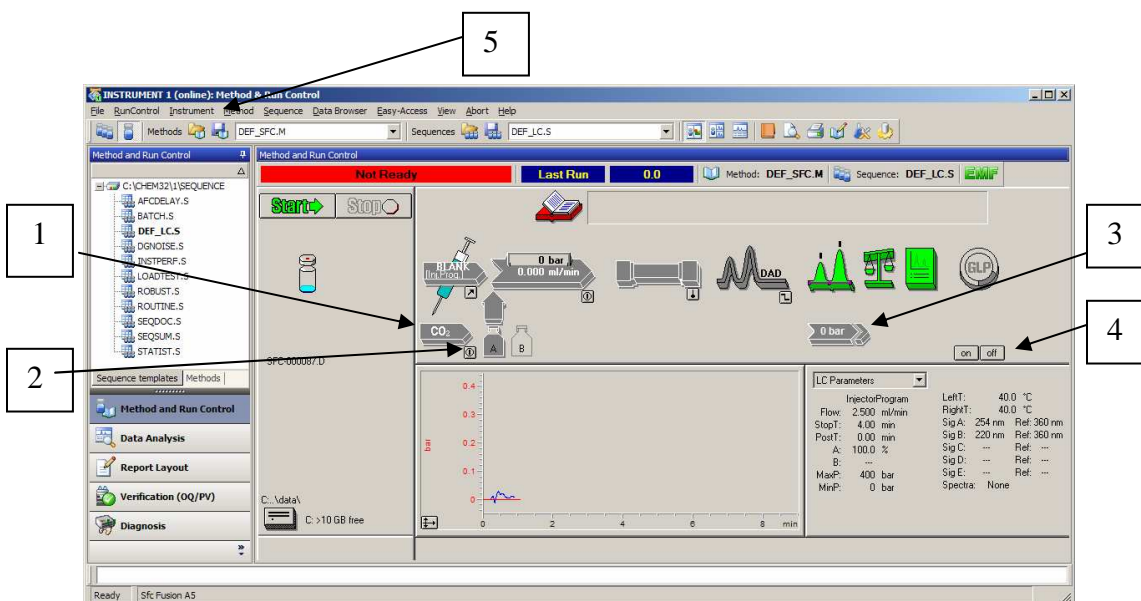 5
INSTRUMENT 1 (online): Method & Run Control
File RunControl Instrument Method Sequence Data Browser Easy-Access View Abort Help
Methods DEF_SFC.M Sequences DEF_LC.S
Method and Run Control Method and Run Control
Not Ready Last Run 0.0 Method: DEF_SFC.M Sequence: DEF_LC.S EMF
C:\CHEM32\1\SEQUENCE
AFCDELAY.S
BATCH.S
DEF_LC.S
DGNOISE.S
INSTPERF.S
LOADTEST.S
ROBUST.S
ROUTINE.S
SEQDOC.S
SEQSUM.S
STATIST.S
Sequence templates Methods
Method and Run Control
Data Analysis
Report Layout
Verification (OQ/PV)
Diagnosis
Start Stop
1
2
3
4
BLANK
[Inj.Prog.]
0 bar
0.000 ml/min
DAD
GLP
CO₂
A B
0 bar
on off
SFC-000087.D
C:..\data\
C: >10 GB free
bar
0.4
0.3
0.2
0.1
0
0 2 4 6 8 min
LC Parameters
InjectorProgram
Flow: 2.500 ml/min
StopT: 4.00 min
PostT: 0.00 min
A: 100.0 %
B: ---
MaxP: 400 bar
MinP: 0 bar
LeftT: 40.0 °C
RightT: 40.0 °C
Sig A: 254 nm Ref: 360 nm
Sig B: 220 nm Ref: 360 nm
Sig C: --- Ref: ---
Sig D: --- Ref: ---
Sig E: --- Ref: ---
Spectra: None
Ready Sfc Fusion A5